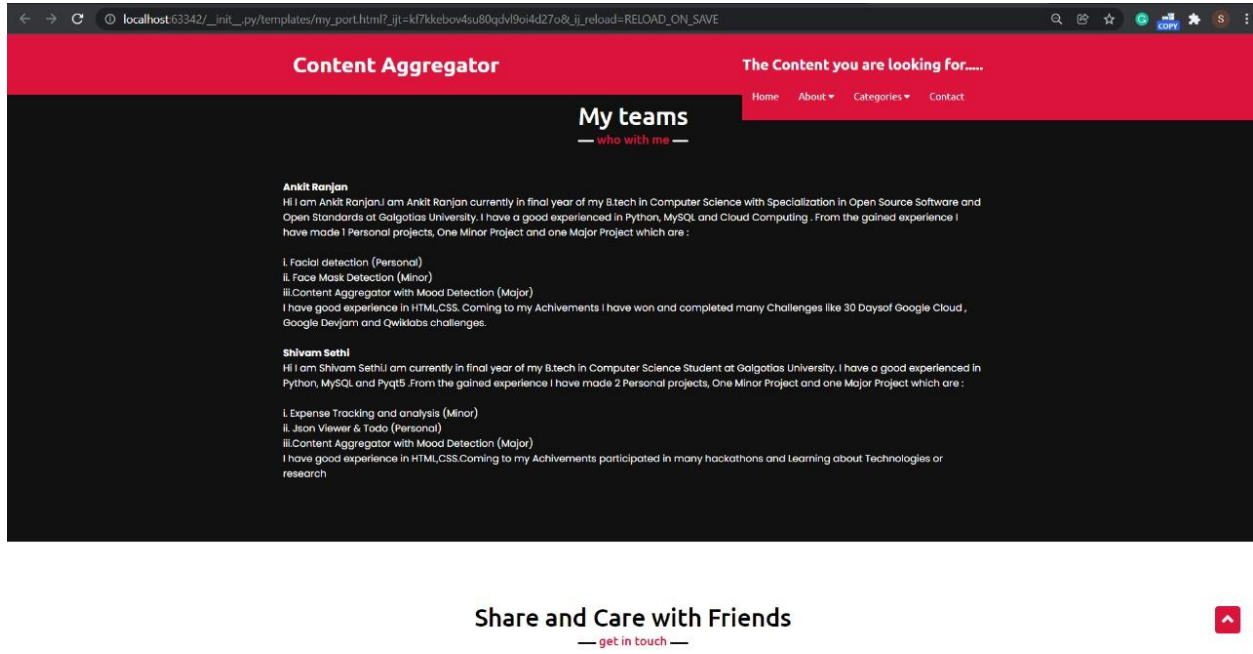 localhost:63342/__init__.py/templates/my_port.html?_ijt=kf7kkebov4su80qdvl9oi4d27o&_ij_reload=RELOAD_ON_SAVE
COPY
S
Content Aggregator
The Content you are looking for.....
Home About Categories Contact
My teams
who with me
Ankit Ranjan
Hi I am Ankit Ranjan.I am Ankit Ranjan currently in final year of my B.tech in Computer Science with Specialization in Open Source Software and
Open Standards at Galgotias University. I have a good experienced in Python, MySQL and Cloud Computing . From the gained experience I
have made 1 Personal projects, One Minor Project and one Major Project which are :
i. Facial detection (Personal)
ii. Face Mask Detection (Minor)
iii.Content Aggregator with Mood Detection (Major)
I have good experience in HTML,CSS. Coming to my Achivements I have won and completed many Challenges like 30 Daysof Google Cloud ,
Google Devjam and Qwiklabs challenges.
Shivam Sethi
Hi I am Shivam Sethi.I am currently in final year of my B.tech in Computer Science Student at Galgotias University. I have a good experienced in
Python, MySQL and Pyqt5 .From the gained experience I have made 2 Personal projects, One Minor Project and one Major Project which are :
i. Expense Tracking and analysis (Minor)
ii. Json Viewer & Todo (Personal)
iii.Content Aggregator with Mood Detection (Major)
I have good experience in HTML,CSS.Coming to my Achivements participated in many hackathons and Learning about Technologies or
research
Share and Care with Friends
get in touch